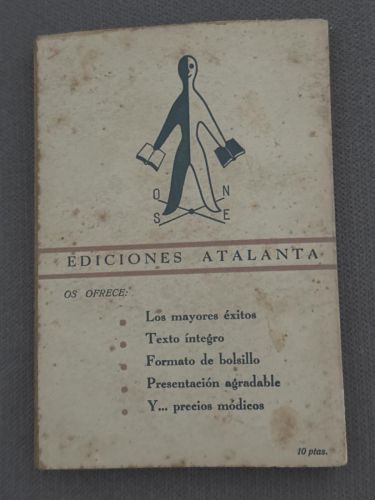 O N
S E
EDICIONES ATALANTA
OS OFRECE:
Los mayores éxitos
Texto íntegro
Formato de bolsillo
Presentación agradable
Y... precios módicos
10 ptas.